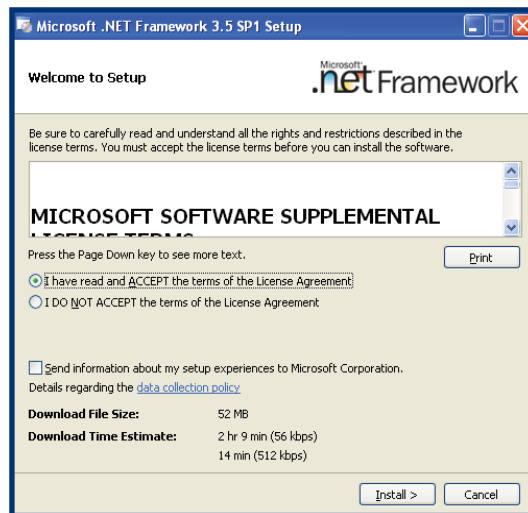 Microsoft .NET Framework 3.5 SP1 Setup
Welcome to Setup
Microsoft
.net Framework
Be sure to carefully read and understand all the rights and restrictions described in the
license terms. You must accept the license terms before you can install the software.
MICROSOFT SOFTWARE SUPPLEMENTAL
LICENSE TERMS
Press the Page Down key to see more text.
Print
I have read and ACCEPT the terms of the License Agreement
I DO NOT ACCEPT the terms of the License Agreement
Send information about my setup experiences to Microsoft Corporation.
Details regarding the data collection policy
Download File Size: 52 MB
Download Time Estimate: 2 hr 9 min (56 kbps)
14 min (512 kbps)
Install >
Cancel